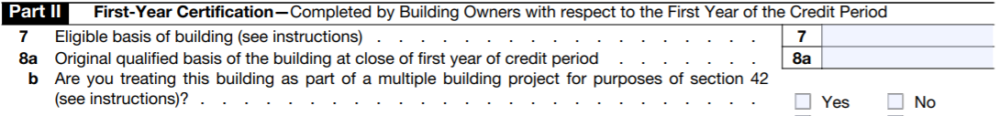 Part II First-Year Certification—Completed by Building Owners with respect to the First Year of the Credit Period
7 Eligible basis of building (see instructions) . . . . . . . . . . . . . . . . . . 7
8a Original qualified basis of the building at close of first year of credit period . . . . . . . 8a
b Are you treating this building as part of a multiple building project for purposes of section 42
(see instructions)? . . . . . . . . . . . . . . . . . . . . . . . . . . Yes No